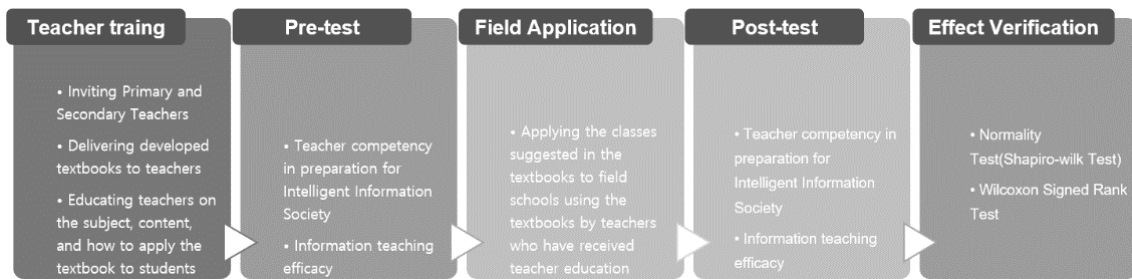 Teacher traing
• Inviting Primary and
Secondary Teachers
• Delivering developed
textbooks to teachers
• Educating teachers on
the subject, content,
and how to apply the
textbook to students
Pre-test
• Teacher competency
in preparation for
Intelligent Information
Society
• Information teaching
efficacy
Field Application
• Applying the classes
suggested in the
textbooks to field
schools using the
textbooks by teachers
who have received
teacher education
Post-test
• Teacher competency in
preparation for
Intelligent Information
Society
• Information teaching
efficacy
Effect Verification
• Normality
Test(Shapiro-wilk Test)
• Wilcoxon Signed Rank
Test